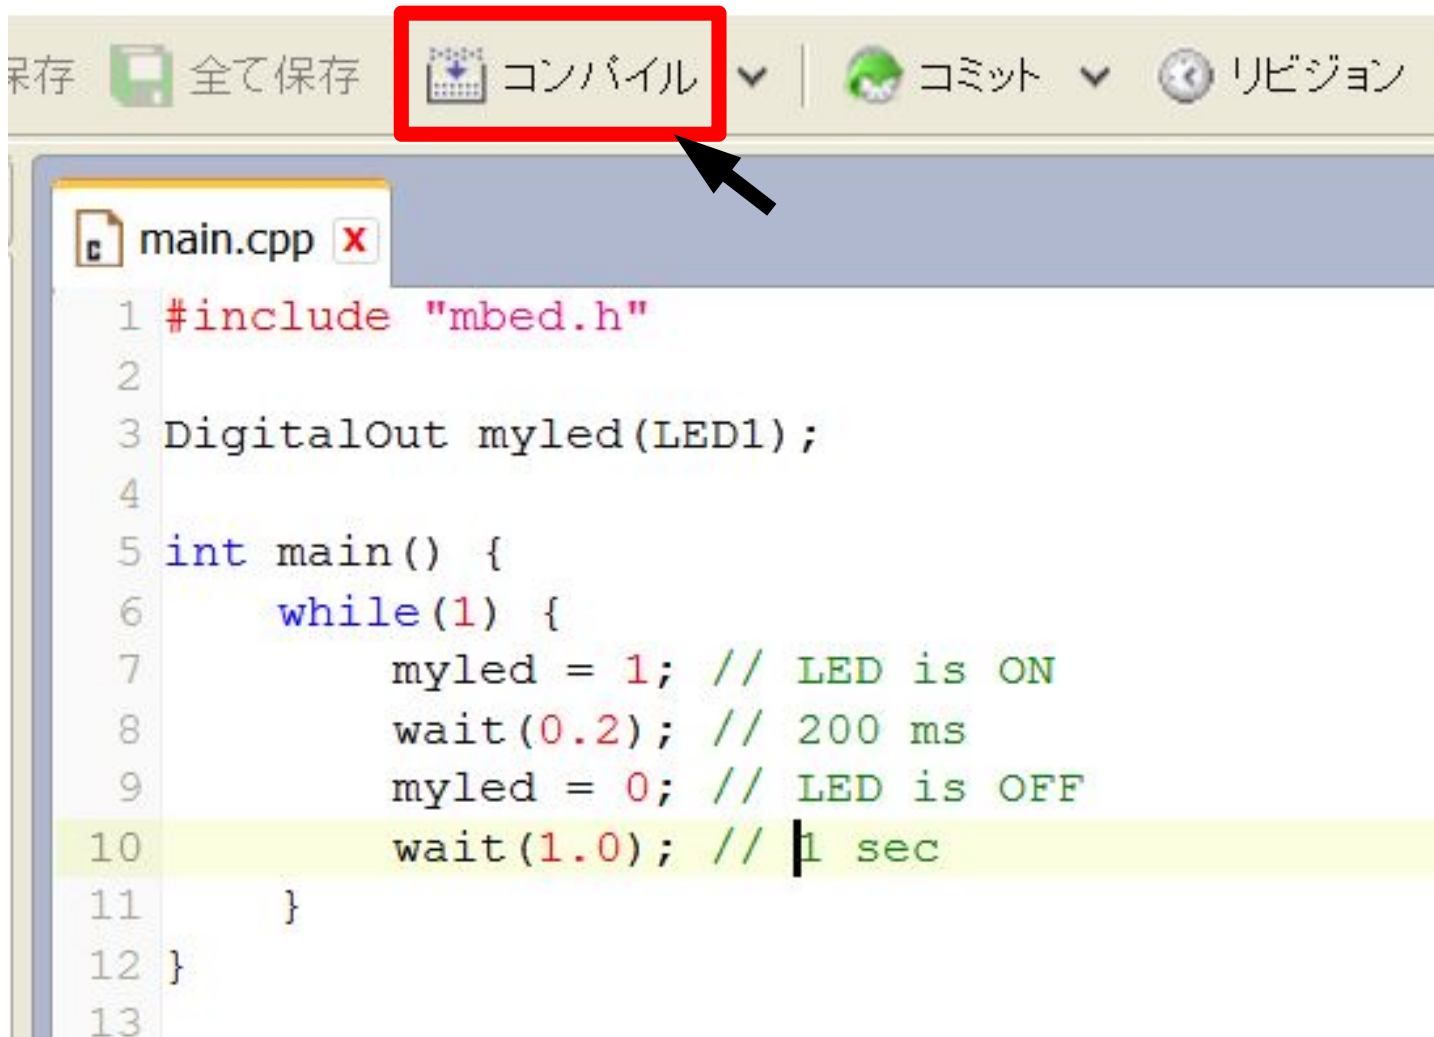 保存 全て保存 コンパイル コミット リビジョン
main.cpp
1 #include "mbed.h"
2
3 DigitalOut myled(LED1);
4
5 int main() {
6     while(1) {
7         myled = 1; // LED is ON
8         wait(0.2); // 200 ms
9         myled = 0; // LED is OFF
10         wait(1.0); // 1 sec
11     }
12 }
13